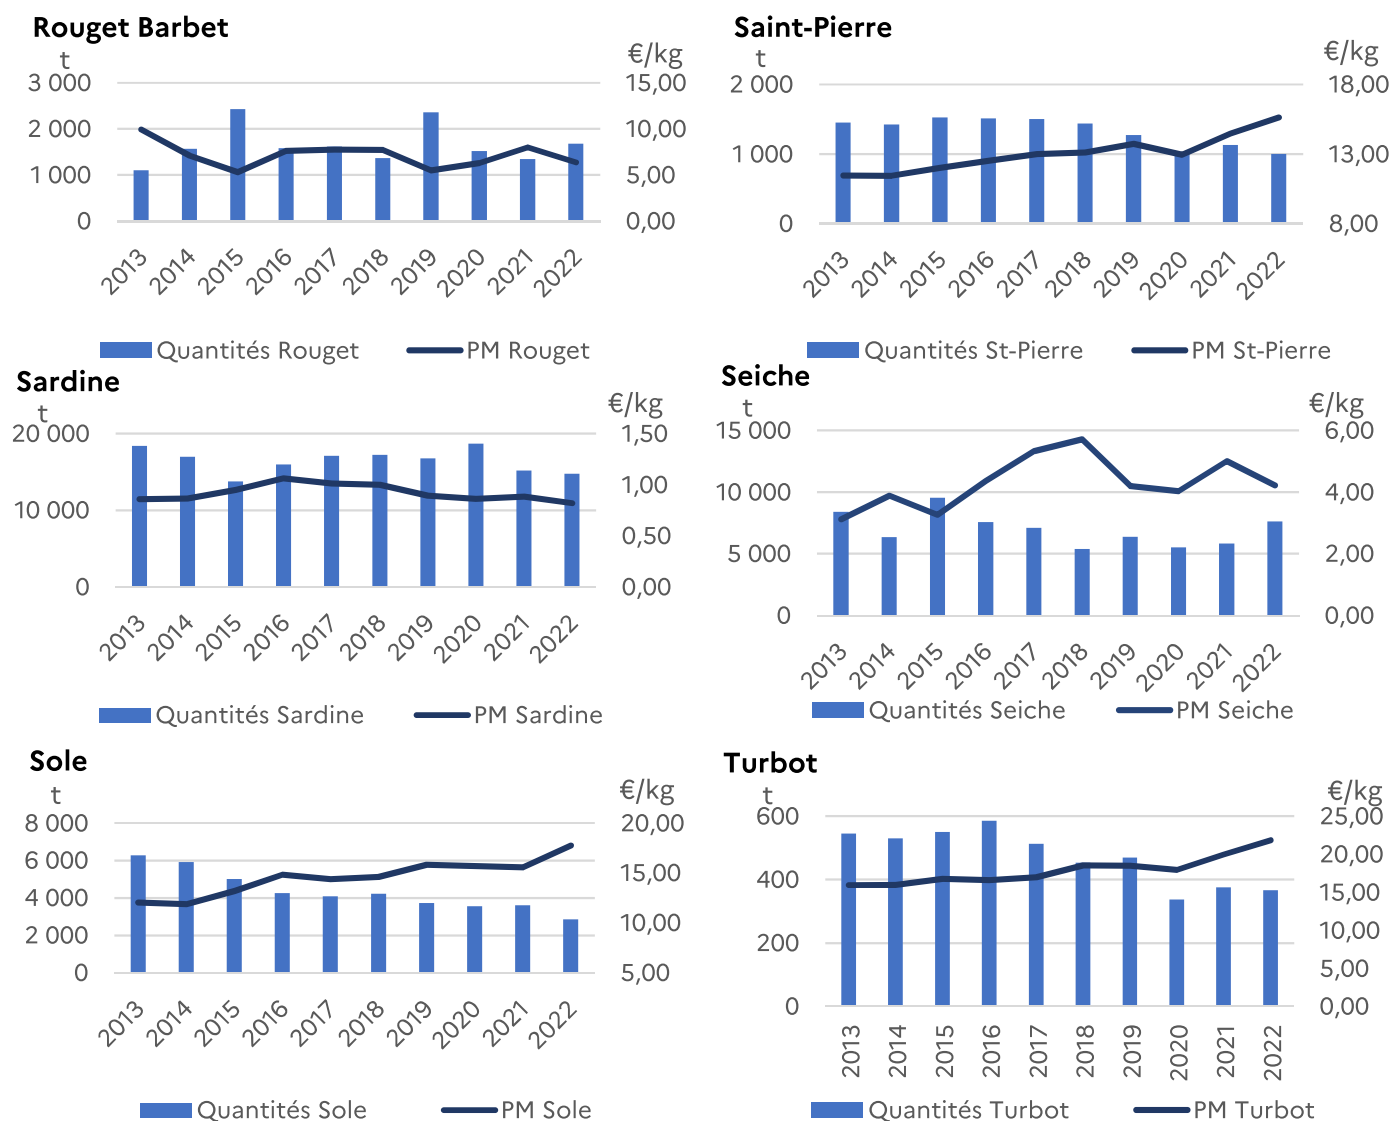 Rouget Barbet
t
€/kg
3 000
2 000
1 000
0
15,00
10,00
5,00
0,00
2013 2014 2015 2016 2017 2018 2019 2020 2021 2022
Quantités Rouget PM Rouget
Saint-Pierre
t
€/kg
2 000
1 000
0
18,00
13,00
8,00
2013 2014 2015 2016 2017 2018 2019 2020 2021 2022
Quantités St-Pierre PM St-Pierre
Sardine
t
€/kg
20 000
10 000
0
1,50
1,00
0,50
0,00
2013 2014 2015 2016 2017 2018 2019 2020 2021 2022
Quantités Sardine PM Sardine
Seiche
t
€/kg
15 000
10 000
5 000
0
6,00
4,00
2,00
0,00
2013 2014 2015 2016 2017 2018 2019 2020 2021 2022
Quantités Seiche PM Seiche
Sole
t
€/kg
8 000
6 000
4 000
2 000
0
20,00
15,00
10,00
5,00
2013 2014 2015 2016 2017 2018 2019 2020 2021 2022
Quantités Sole PM Sole
Turbot
t
€/kg
600
400
200
0
25,00
20,00
15,00
10,00
5,00
0,00
2013 2014 2015 2016 2017 2018 2019 2020 2021 2022
Quantités Turbot PM Turbot